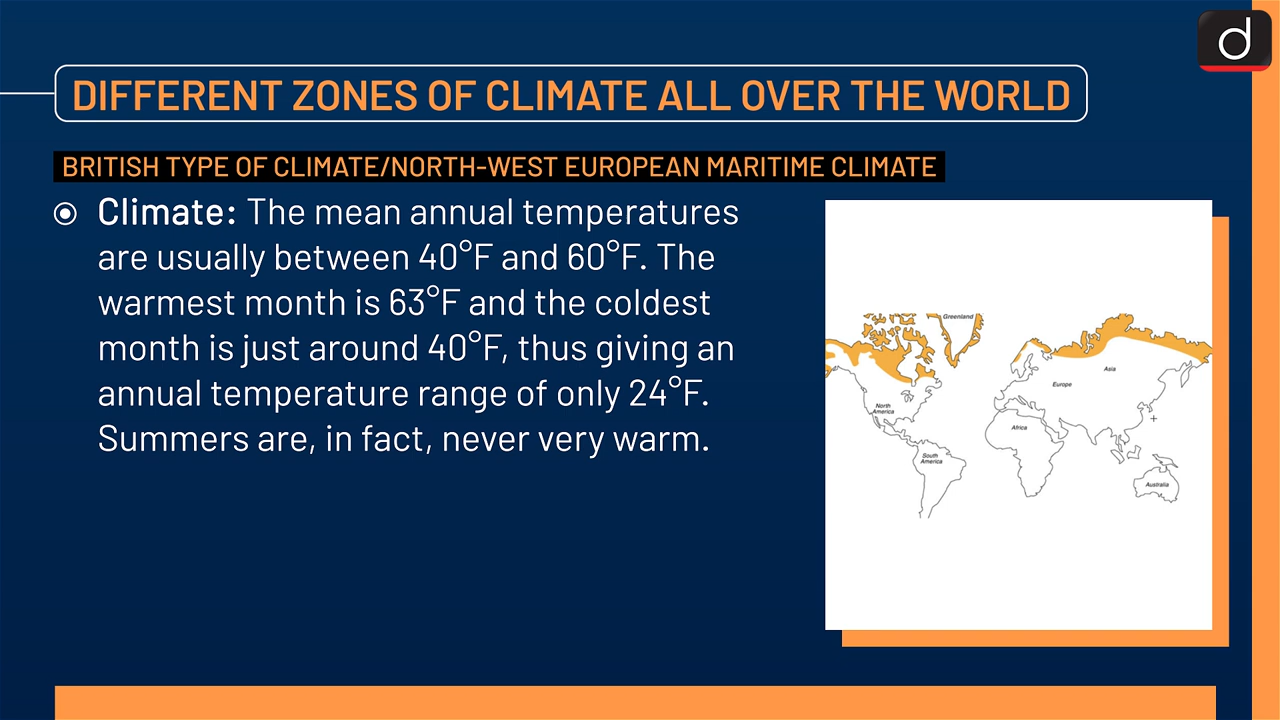 d
DIFFERENT ZONES OF CLIMATE ALL OVER THE WORLD
BRITISH TYPE OF CLIMATE/NORTH-WEST EUROPEAN MARITIME CLIMATE
Climate: The mean annual temperatures
are usually between 40°F and 60°F. The
warmest month is 63°F and the coldest
month is just around 40°F, thus giving an
annual temperature range of only 24°F.
Summers are, in fact, never very warm.
Greenland
Asia
Europe
North
America
Africa
South
America
Australia